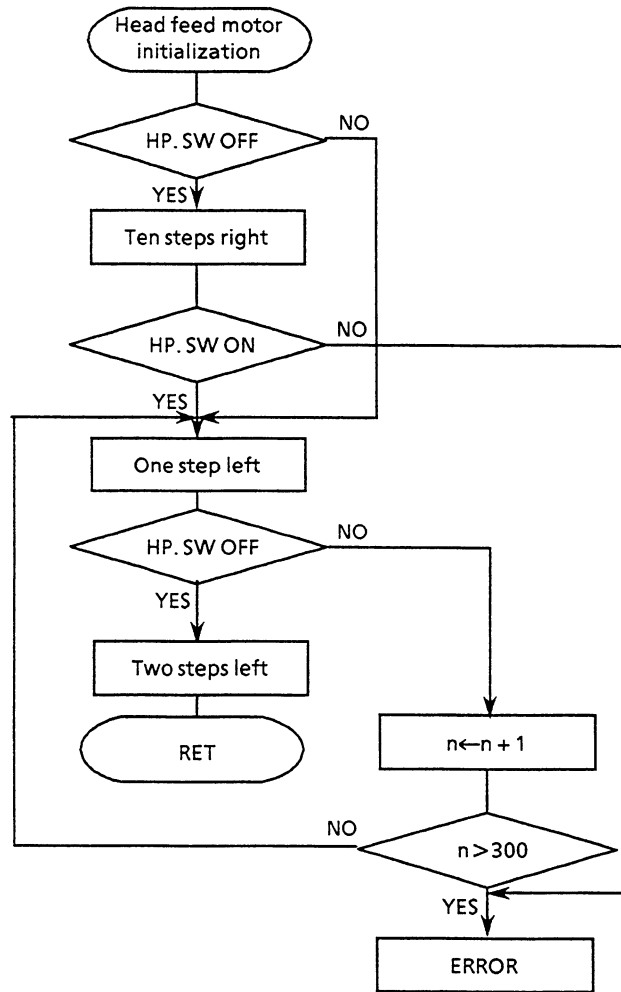 Head feed motor
initialization
HP. SW OFF
NO
YES
Ten steps right
HP. SW ON
NO
YES
One step left
HP. SW OFF
NO
YES
Two steps left
RET
n←n + 1
NO
n > 300
YES
ERROR